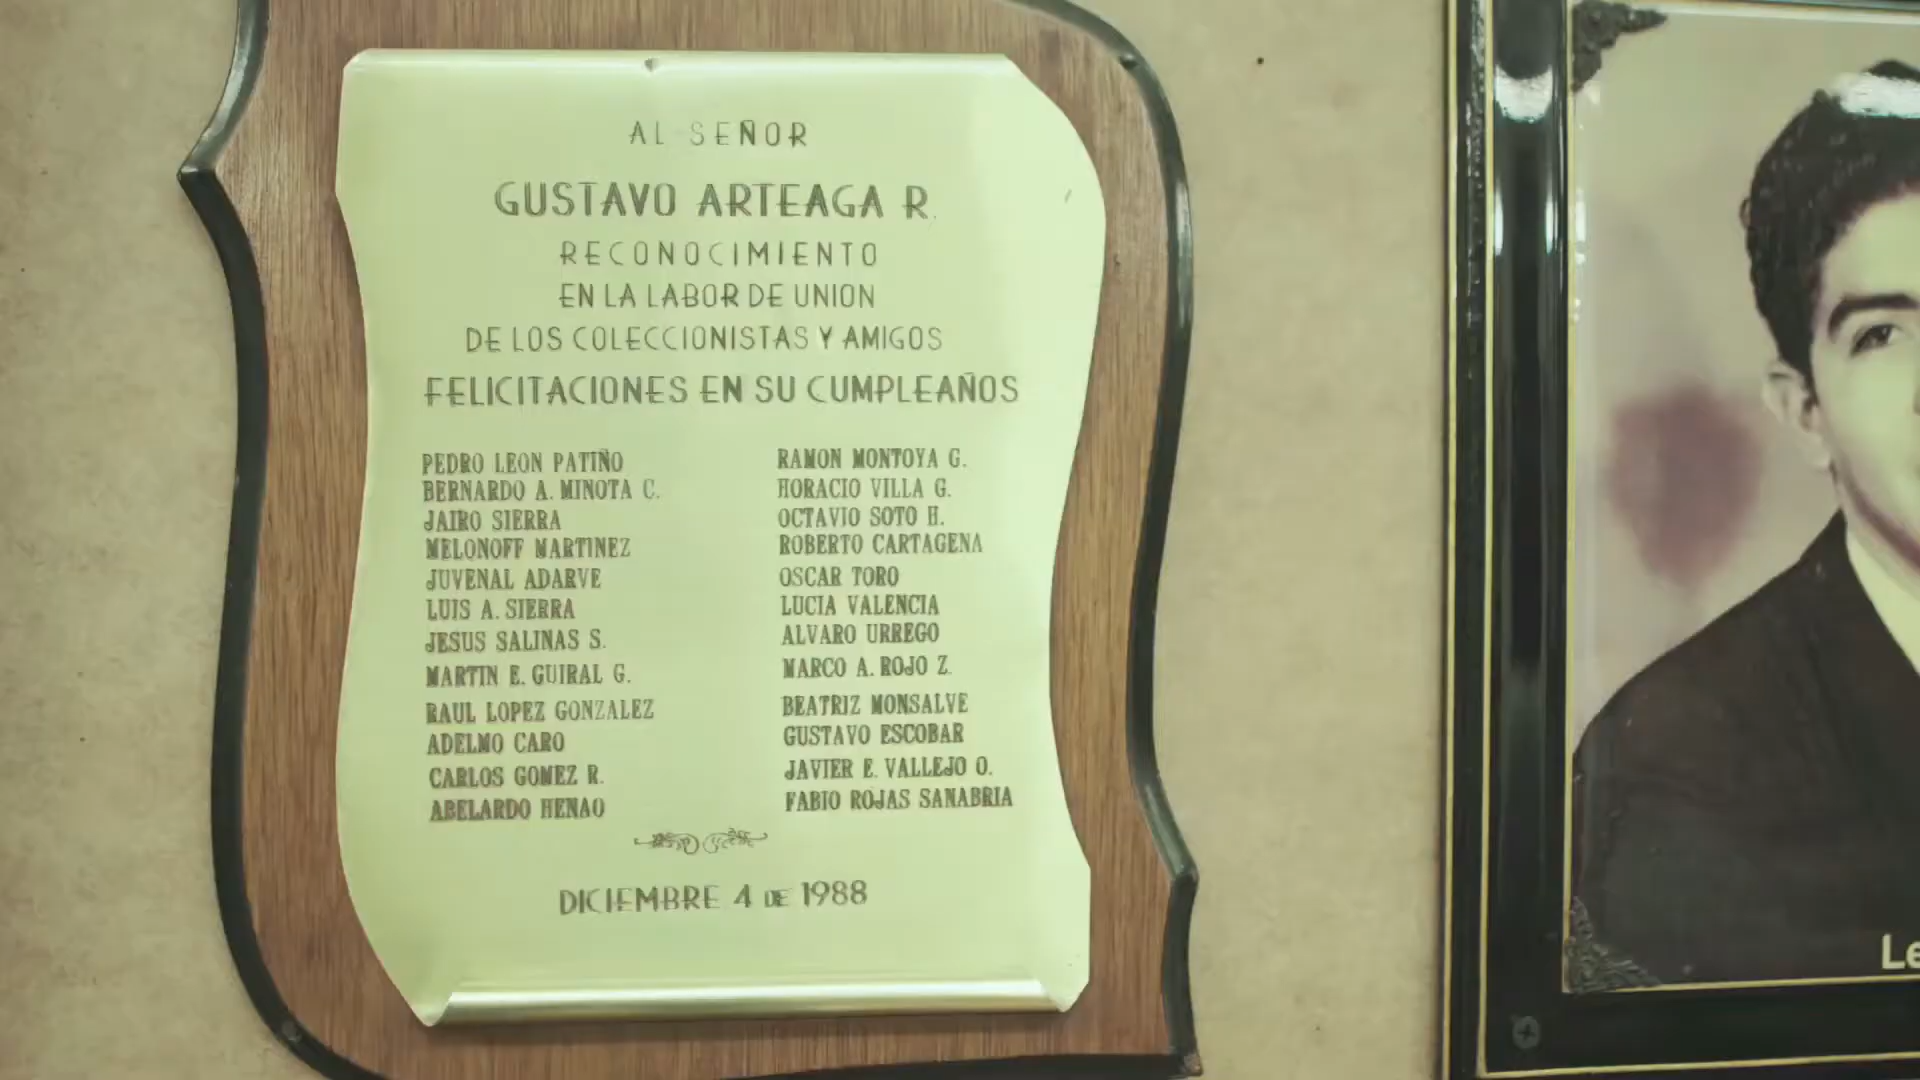 AL SEÑOR
GUSTAVO ARTEAGA R.
RECONOCIMIENTO
EN LA LABOR DE UNION
DE LOS COLECCIONISTAS Y AMIGOS
FELICITACIONES EN SU CUMPLEAÑOS
PEDRO LEON PATIÑO
BERNARDO A. MINOTA C.
JAIRO SIERRA
MELONOFF MARTINEZ
JUVENAL ADARVE
LUIS A. SIERRA
JESUS SALINAS S.
MARTIN E. GUIRAL G.
RAUL LOPEZ GONZALEZ
ADELMO CARO
CARLOS GOMEZ R.
ABELARDO HENAO
RAMON MONTOYA G.
HORACIO VILLA G.
OCTAVIO SOTO H.
ROBERTO CARTAGENA
OSCAR TORO
LUCIA VALENCIA
ALVARO URREGO
MARCO A. ROJO Z.
BEATRIZ MONSALVE
GUSTAVO ESCOBAR
JAVIER E. VALLEJO O.
FABIO ROJAS SANABRIA
DICIEMBRE 4 DE 1988
Le